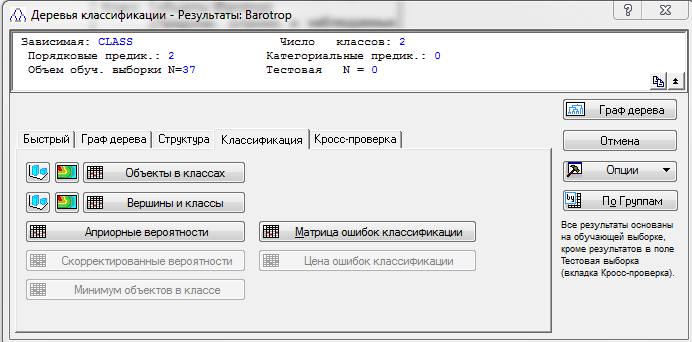 Деревья классификации - Результаты: Barotrop
Зависимая: CLASS Число классов: 2
Порядковые предик.: 2 Категориальные предик.: 0
Объем обуч. выборки N=37 Тестовая N = 0
Граф дерева
Отмена
Опции
По Группам
Все результаты основаны
на обучающей выборке,
кроме результатов в поле
Тестовая выборка
(вкладка Кросс-проверка).
Быстрый Граф дерева Структура Классификация Кросс-проверка
Объекты в классах
Вершины и классы
Априорные вероятности Матрица ошибок классификации
Скорректированные вероятности Цена ошибок классификации
Минимум объектов в классе